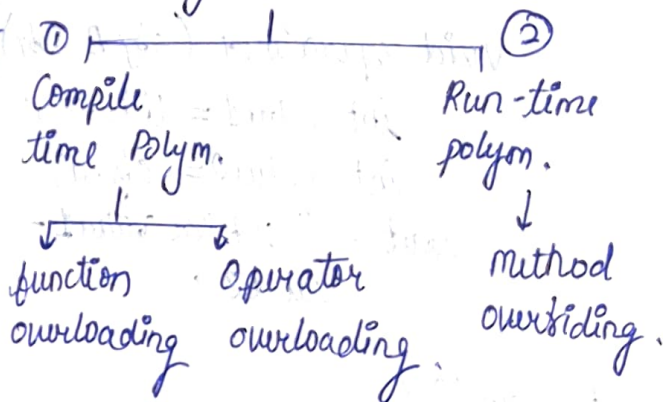 ① ②
Compile Run-time
time Polym. polym.
function Operator method
overloading overloading. overriding.